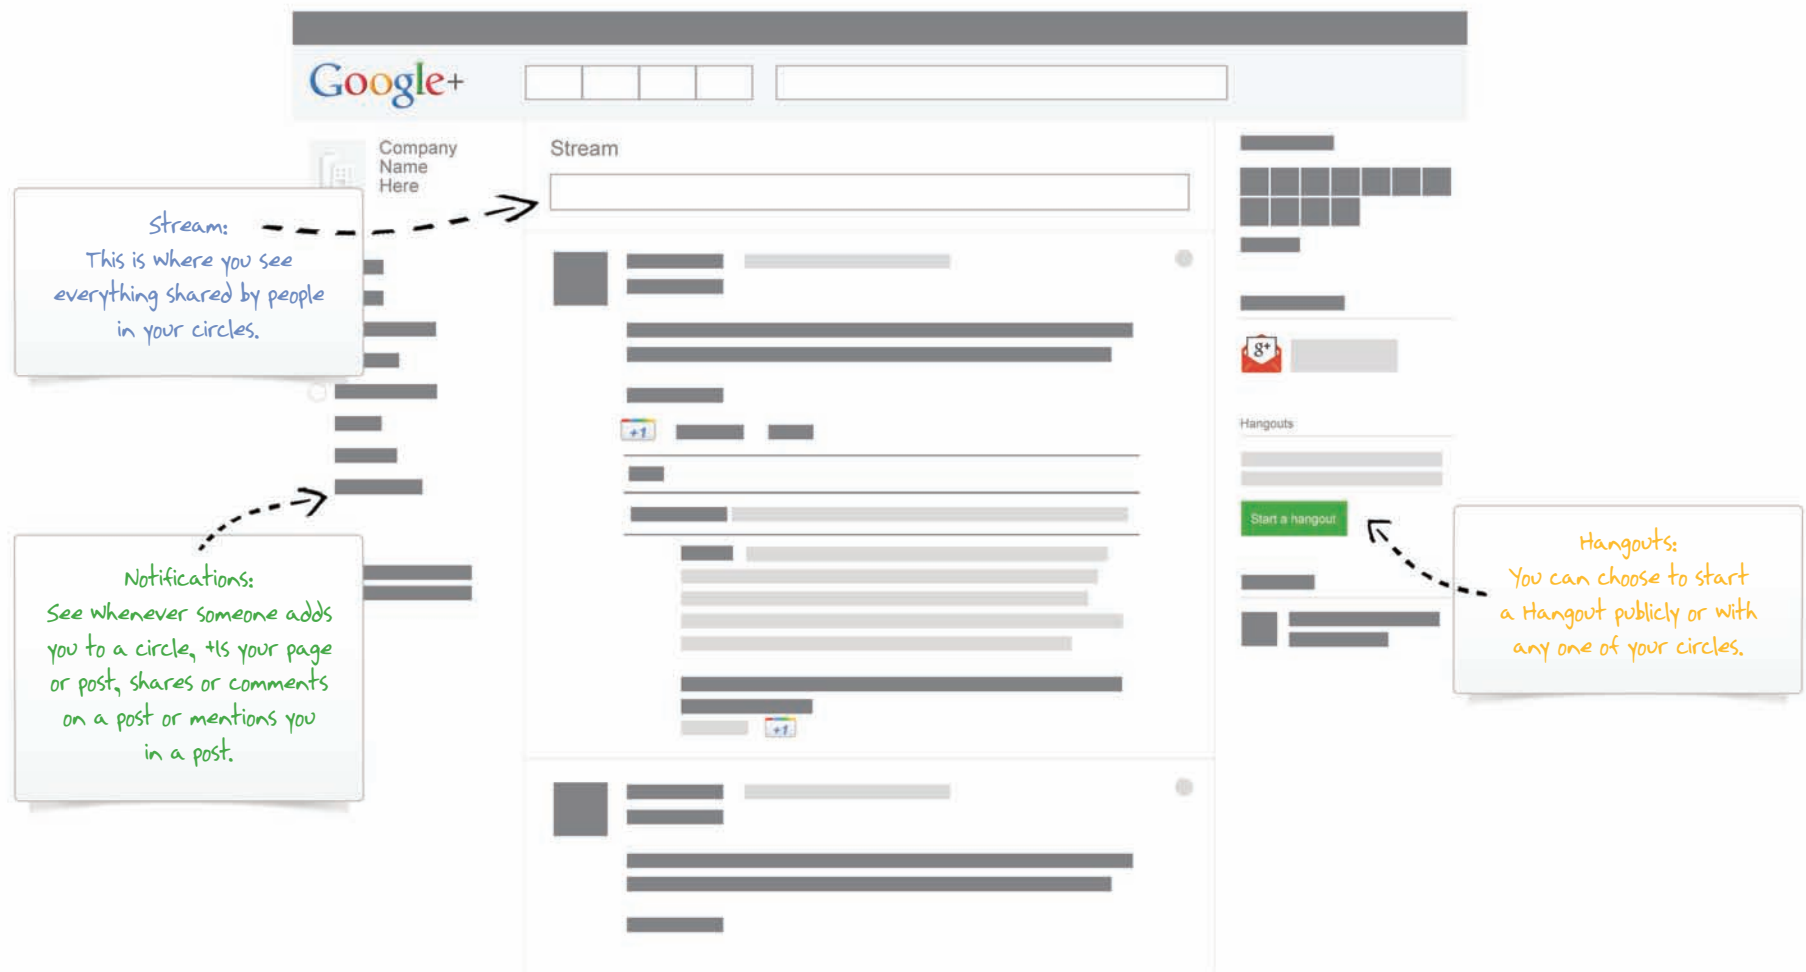 Google+
Company
Name
Here
Stream
Stream:
This is where you see
everything shared by people
in your circles.
g+
+1
Hangouts
Start a hangout
Notifications:
See whenever someone adds
you to a circle, +1s your page
or post, shares or comments
on a post or mentions you
in a post.
Hangouts:
You can choose to start
a Hangout publicly or with
any one of your circles.
+1